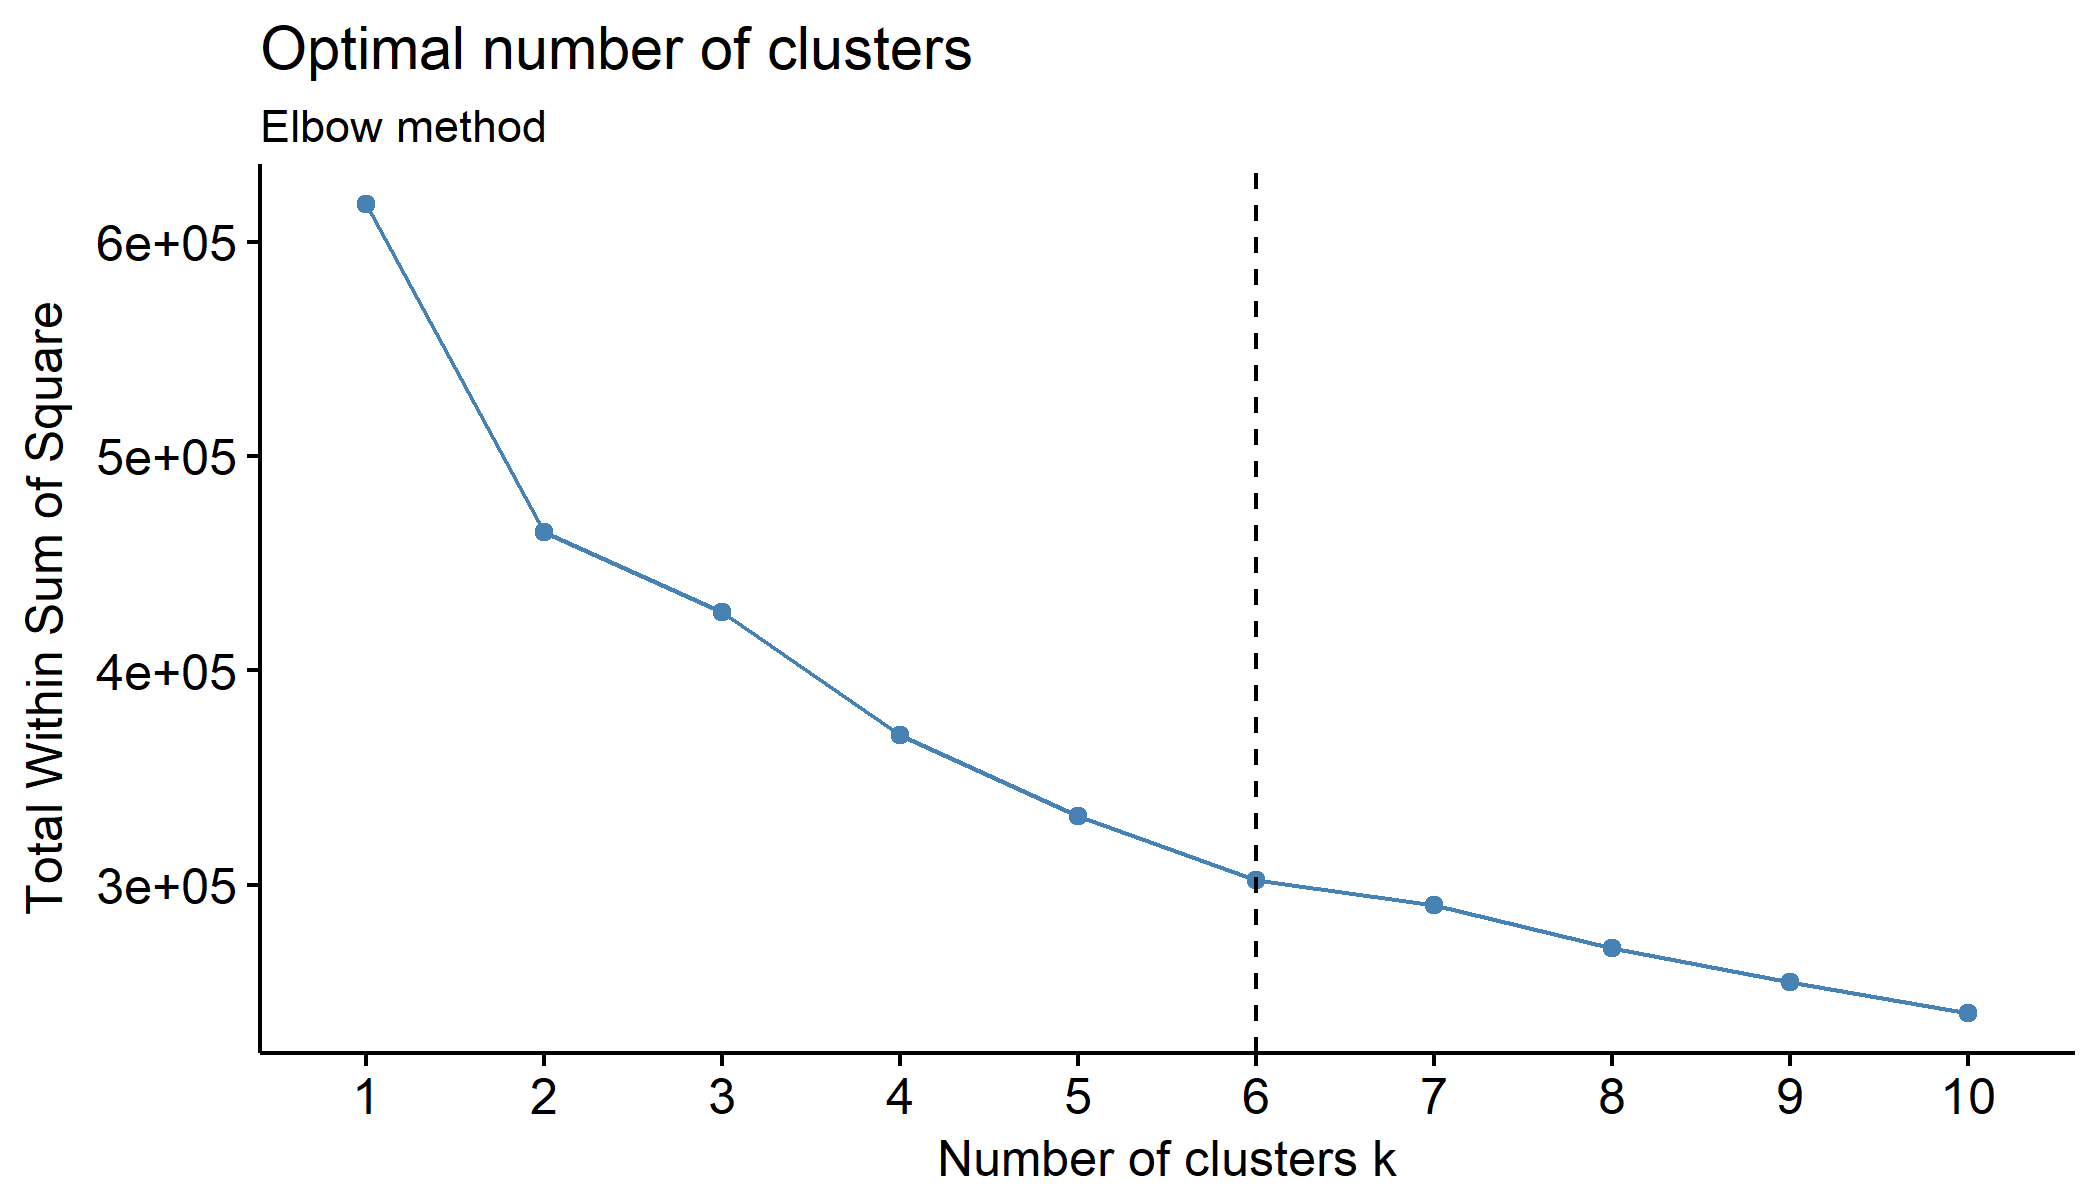 Optimal number of clusters
Elbow method
Total Within Sum of Square
6e+05
5e+05
4e+05
3e+05
1 2 3 4 5 6 7 8 9 10
Number of clusters k